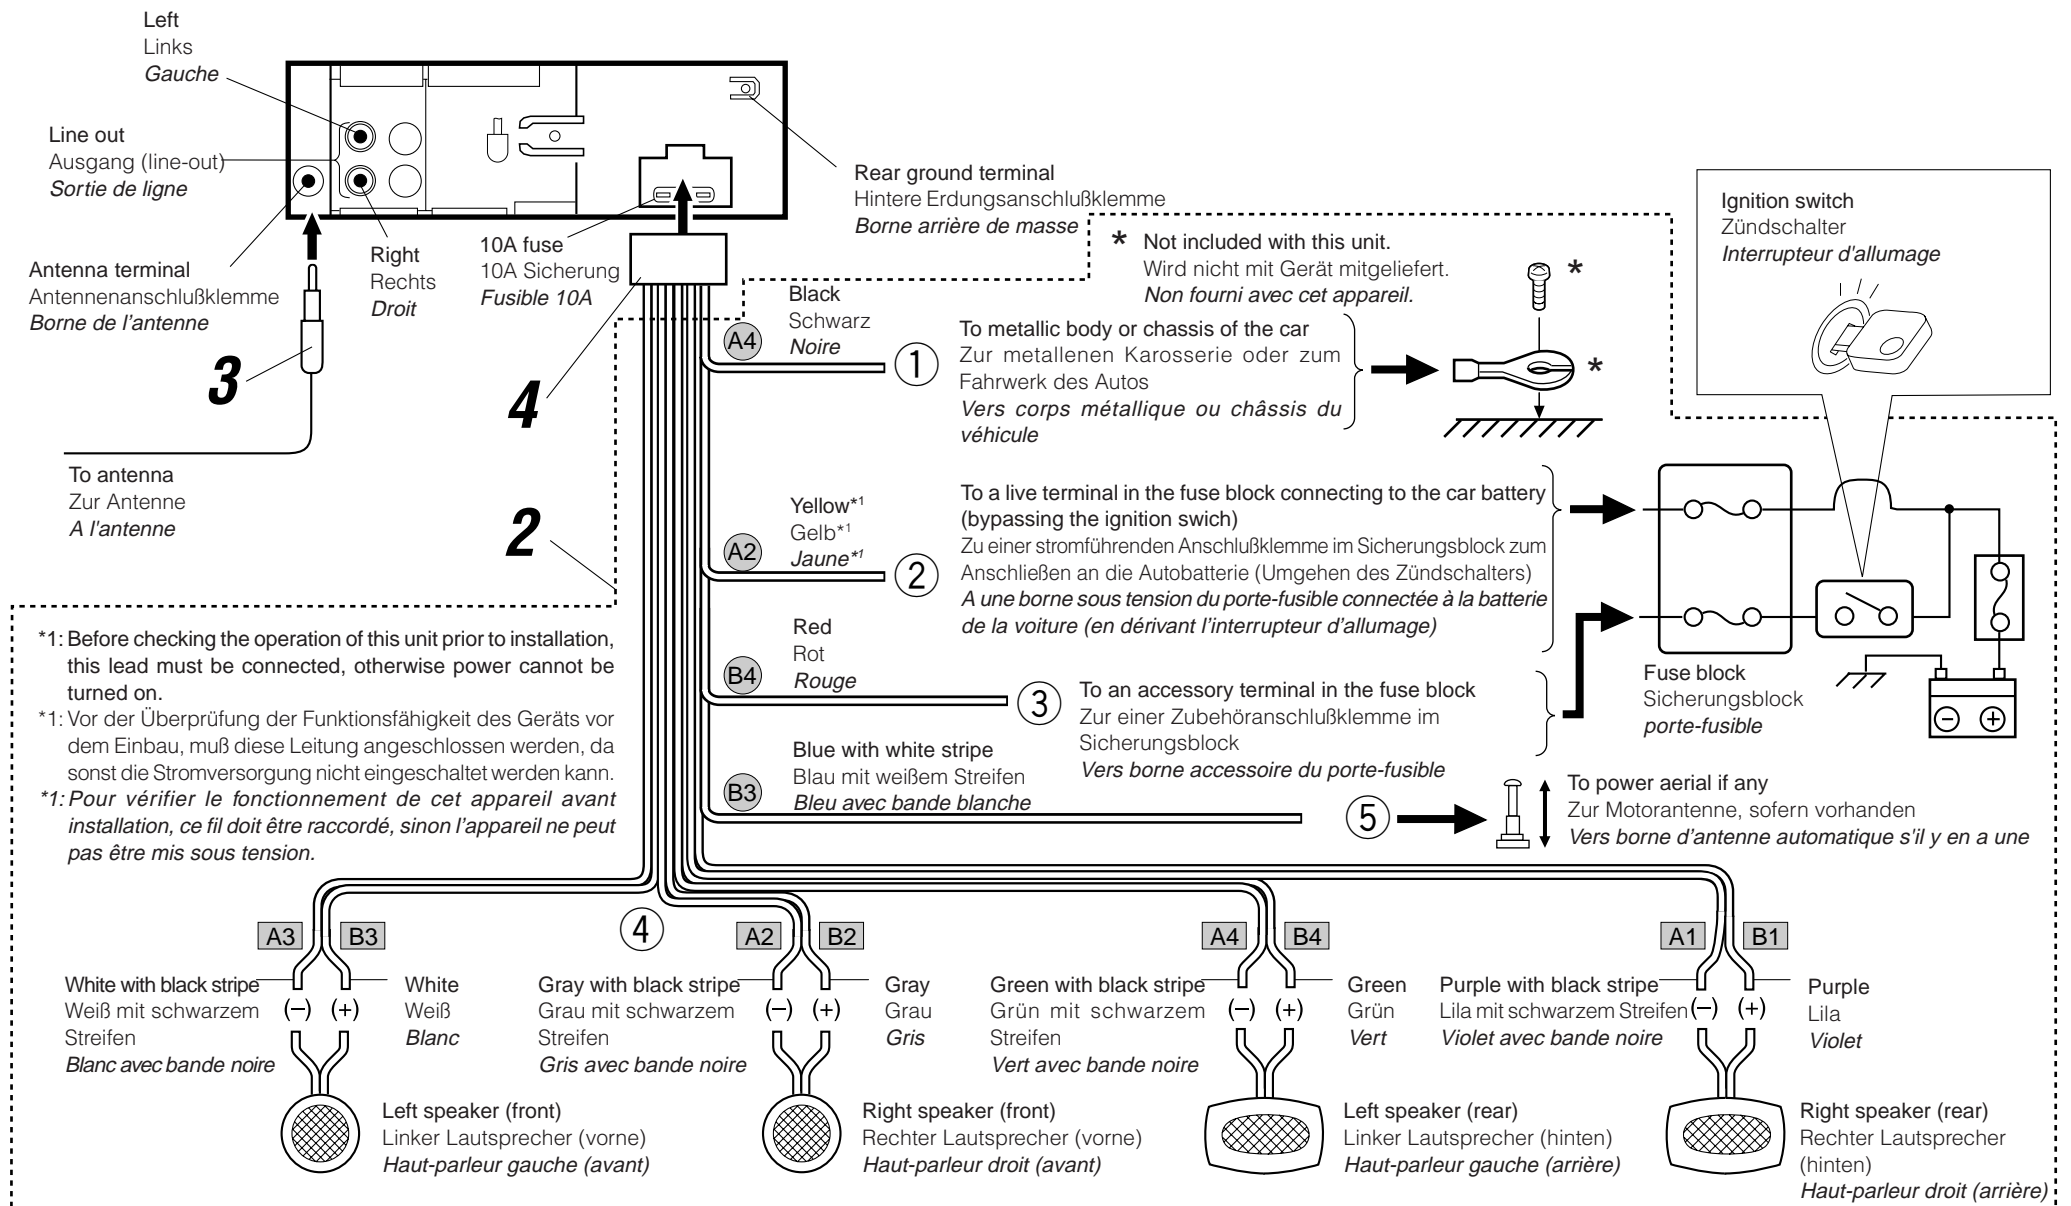 Left
Links
Gauche
Line out
Ausgang (line-out)
Sortie de ligne
Antenna terminal
Antennenanschlußklemme
Borne de l'antenne
Right
Rechts
Droit
10A fuse
10A Sicherung
Fusible 10A
Rear ground terminal
Hintere Erdungsanschlußklemme
Borne arrière de masse
Ignition switch
Zündschalter
Interrupteur d'allumage
* Not included with this unit.
Wird nicht mit Gerät mitgeliefert.
Non fourni avec cet appareil.
*
*
3
4
2
To antenna
Zur Antenne
A l'antenne
Black
Schwarz
Noire
A4
1
To metallic body or chassis of the car
Zur metallenen Karosserie oder zum
Fahrwerk des Autos
Vers corps métallique ou châssis du
véhicule
Yellow*1
Gelb*1
Jaune*1
A2
2
To a live terminal in the fuse block connecting to the car battery
(bypassing the ignition swich)
Zu einer stromführenden Anschlußklemme im Sicherungsblock zum
Anschließen an die Autobatterie (Umgehen des Zündschalters)
A une borne sous tension du porte-fusible connectée à la batterie
de la voiture (en dérivant l'interrupteur d'allumage)
Red
Rot
Rouge
B4
3
To an accessory terminal in the fuse block
Zur einer Zubehöranschlußklemme im
Sicherungsblock
Vers borne accessoire du porte-fusible
Fuse block
Sicherungsblock
porte-fusible
− +
Blue with white stripe
Blau mit weißem Streifen
Bleu avec bande blanche
B3
5
To power aerial if any
Zur Motorantenne, sofern vorhanden
Vers borne d'antenne automatique s'il y en a une
*1: Before checking the operation of this unit prior to installation,
this lead must be connected, otherwise power cannot be
turned on.
*1: Vor der Überprüfung der Funktionsfähigkeit des Geräts vor
dem Einbau, muß diese Leitung angeschlossen werden, da
sonst die Stromversorgung nicht eingeschaltet werden kann.
*1: Pour vérifier le fonctionnement de cet appareil avant
installation, ce fil doit être raccordé, sinon l'appareil ne peut
pas être mis sous tension.
4
A3 B3
White with black stripe
Weiß mit schwarzem
Streifen
Blanc avec bande noire
(−) (+)
White
Weiß
Blanc
Left speaker (front)
Linker Lautsprecher (vorne)
Haut-parleur gauche (avant)
A2 B2
Gray with black stripe
Grau mit schwarzem
Streifen
Gris avec bande noire
(−) (+)
Gray
Grau
Gris
Right speaker (front)
Rechter Lautsprecher (vorne)
Haut-parleur droit (avant)
A4 B4
Green with black stripe
Grün mit schwarzem
Streifen
Vert avec bande noire
(−) (+)
Green
Grün
Vert
Left speaker (rear)
Linker Lautsprecher (hinten)
Haut-parleur gauche (arrière)
A1 B1
Purple with black stripe
Lila mit schwarzem Streifen
Violet avec bande noire
(−) (+)
Purple
Lila
Violet
Right speaker (rear)
Rechter Lautsprecher
(hinten)
Haut-parleur droit (arrière)